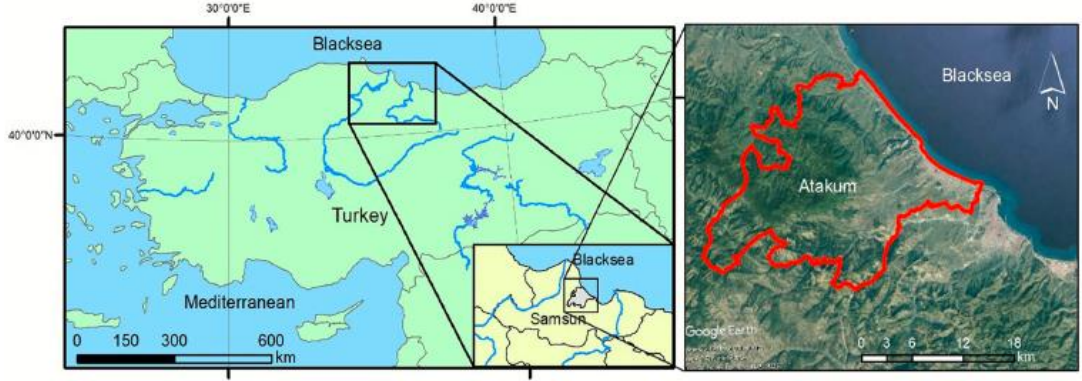 30°0'0"E
40°0'0"E
Blacksea
40°0'0"N
Turkey
Mediterranean
0 150 300 600
km
Blacksea
Samsun
Blacksea
N
Atakum
Google Earth
0 3 6 12 18
km